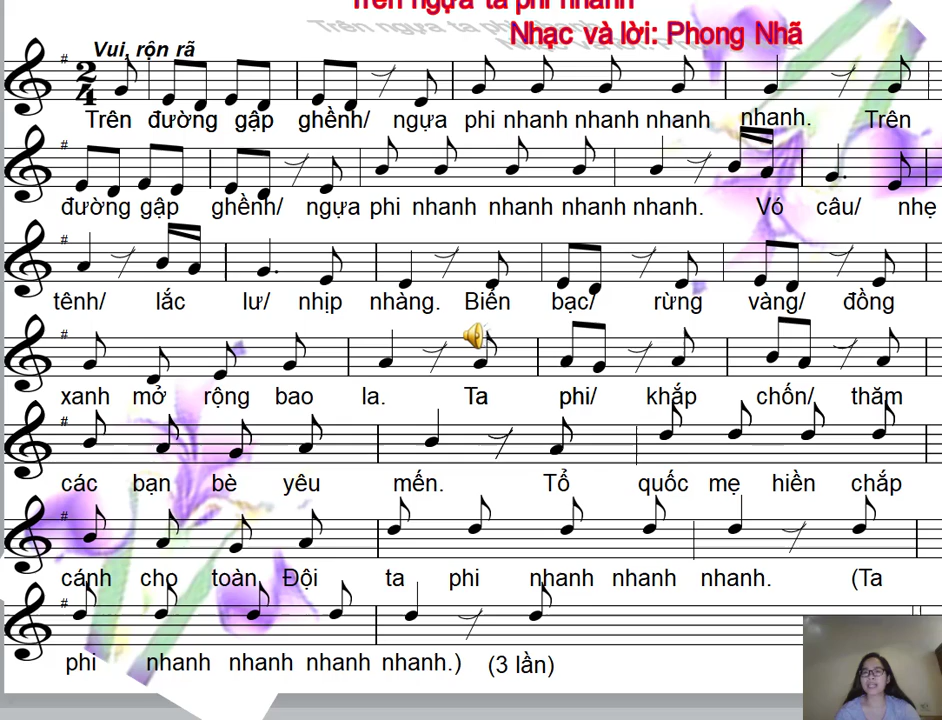 Trên ngựa ta phi nhanh
Nhạc và lời: Phong Nhã
Vui, rộn rã
2
4
Trên đường gập ghềnh/ ngựa phi nhanh nhanh nhanh nhanh. Trên
đường gập ghềnh/ ngựa phi nhanh nhanh nhanh nhanh. Vó câu/ nhẹ
tênh/ lắc lư/ nhịp nhàng. Biển bạc/ rừng vàng/ đồng
xanh mở rộng bao la. Ta phi/ khắp chốn/ thăm
các bạn bè yêu mến. Tổ quốc mẹ hiền chắp
cánh cho toàn Đội ta phi nhanh nhanh nhanh. (Ta
phi nhanh nhanh nhanh nhanh.) (3 lần)